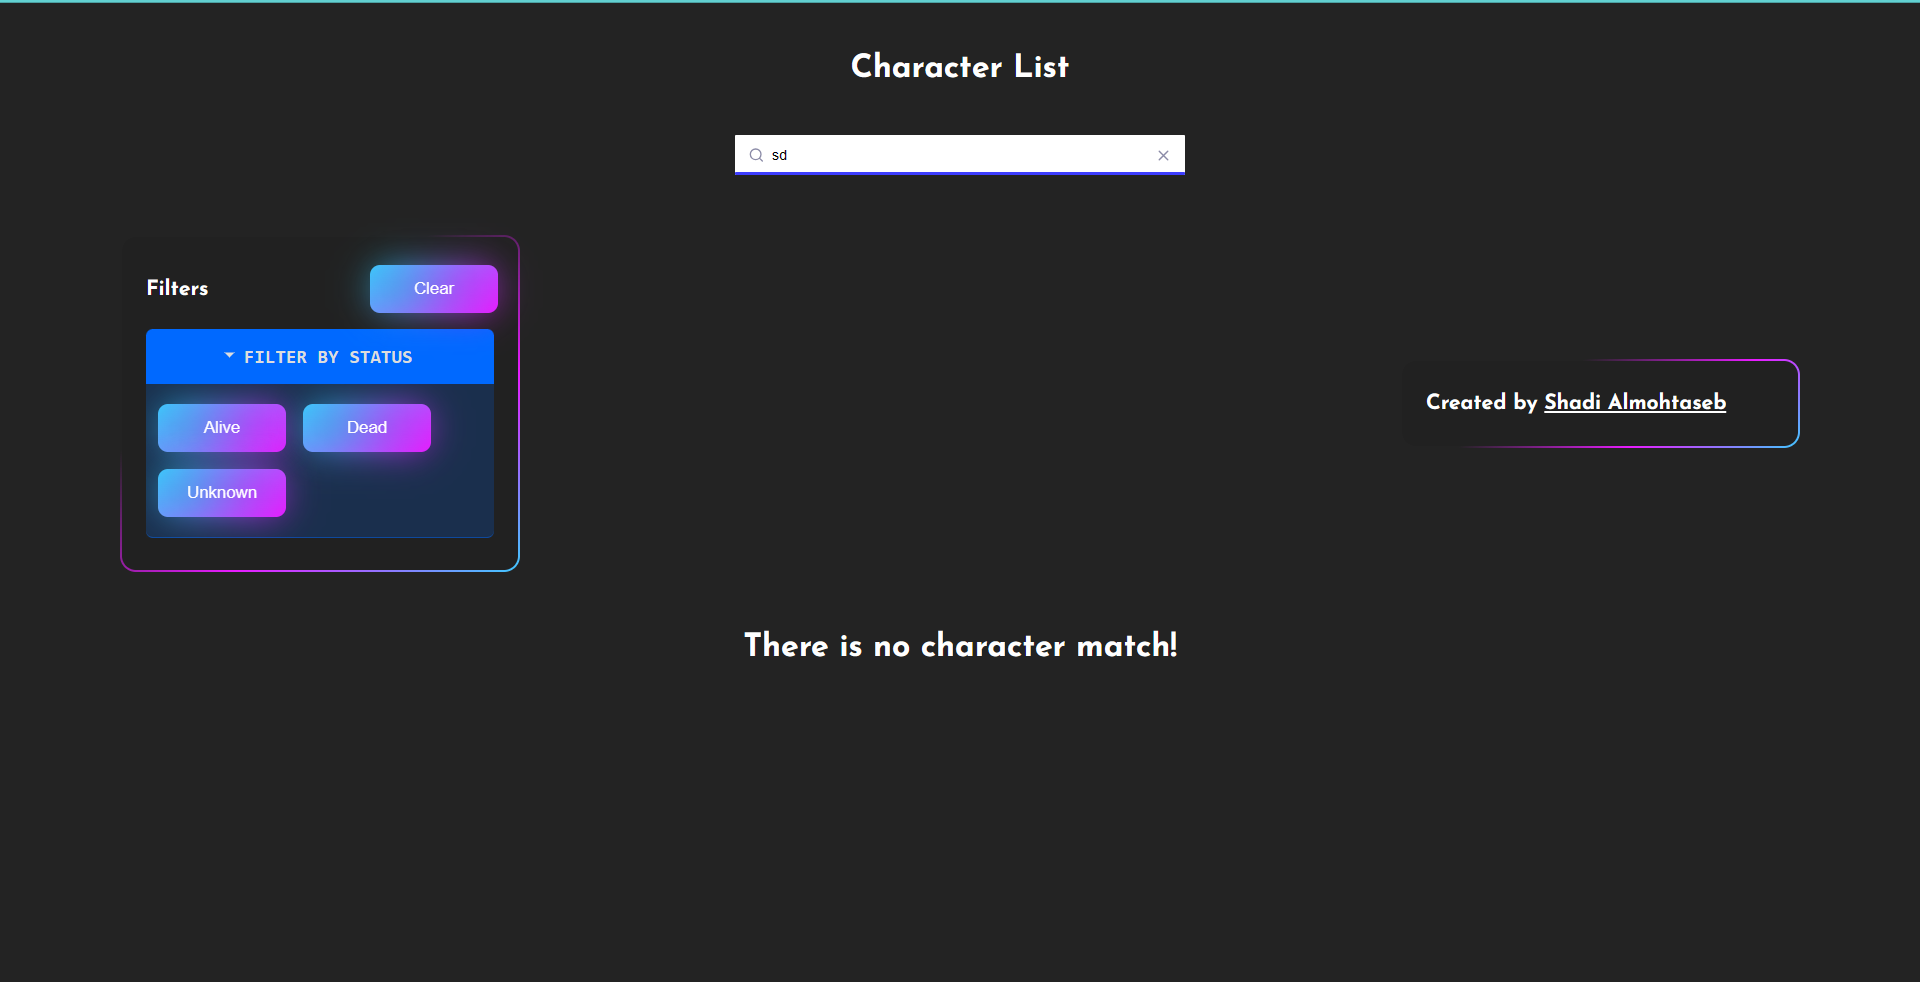 Character List
sd
Filters
Clear
FILTER BY STATUS
Alive
Dead
Unknown
Created by Shadi Almohtaseb
There is no character match!